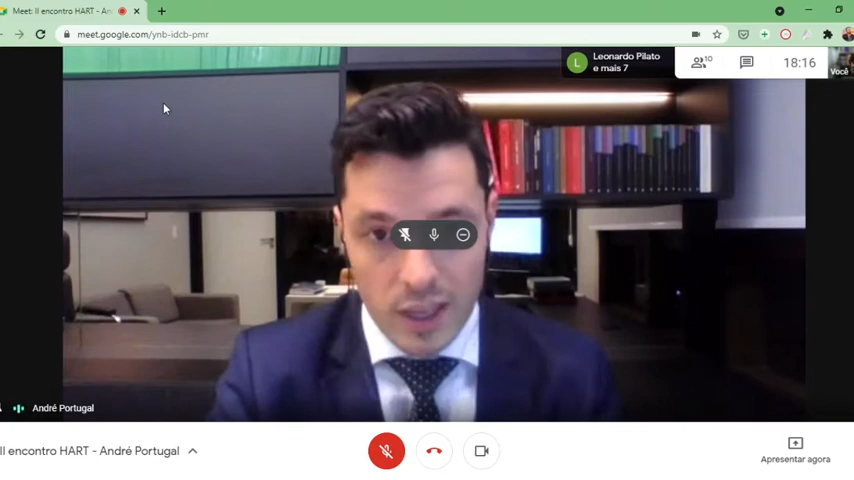 Meet: II encontro HART - An
meet.google.com/ynb-idcb-pmr
Leonardo Pilato
e mais 7
L
10
18:16
Você
André Portugal
II encontro HART - André Portugal
Apresentar agora